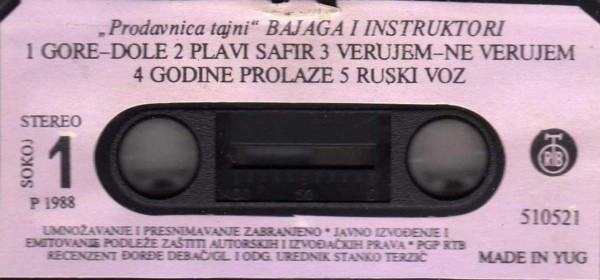 „Prodavnica tajni“ BAJAGA I INSTRUKTORI
1 GORE–DOLE 2 PLAVI SAFIR 3 VERUJEM–NE VERUJEM
4 GODINE PROLAZE 5 RUSKI VOZ
STEREO
SOKOJ
1
P 1988
RTB
510521
UMNOŽAVANJE I PRESNIMAVANJE ZABRANJENO * JAVNO IZVOĐENJE I
EMITOVANJE PODLEŽE ZAŠTITI AUTORSKIH I IZVOĐAČKIH PRAVA * PGP RTB
RECENZENT ĐORĐE DEBAČ/GL. I ODG. UREDNIK STANKO TERZIĆ
MADE IN YUG